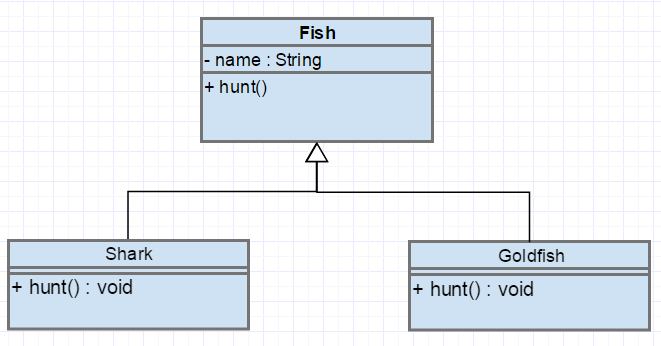 Fish
- name : String
+ hunt()
Shark
+ hunt() : void
Goldfish
+ hunt() : void